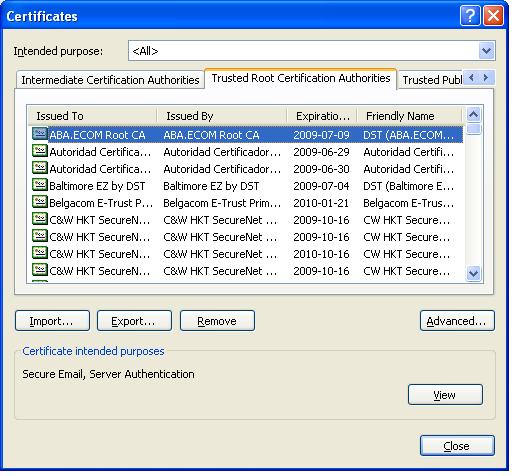 Certificates
Intended purpose: <All>
Intermediate Certification Authorities Trusted Root Certification Authorities Trusted Publ
Issued To Issued By Expiratio... Friendly Name
ABA.ECOM Root CA ABA.ECOM Root CA 2009-07-09 DST (ABA.ECOM...
Autoridad Certifica... Autoridad Certificador... 2009-06-29 Autoridad Certifi...
Autoridad Certifica... Autoridad Certificador... 2009-06-30 Autoridad Certifi...
Baltimore EZ by DST Baltimore EZ by DST 2009-07-04 DST (Baltimore E...
Belgacom E-Trust P... Belgacom E-Trust Prim... 2010-01-21 Belgacom E-Trus...
C&W HKT SecureN... C&W HKT SecureNet ... 2009-10-16 CW HKT Secure...
C&W HKT SecureN... C&W HKT SecureNet ... 2009-10-16 CW HKT Secure...
C&W HKT SecureN... C&W HKT SecureNet ... 2010-10-16 CW HKT Secure...
C&W HKT SecureN... C&W HKT SecureNet ... 2009-10-16 CW HKT Secure...
Import... Export... Remove Advanced...
Certificate intended purposes
Secure Email, Server Authentication
View
Close